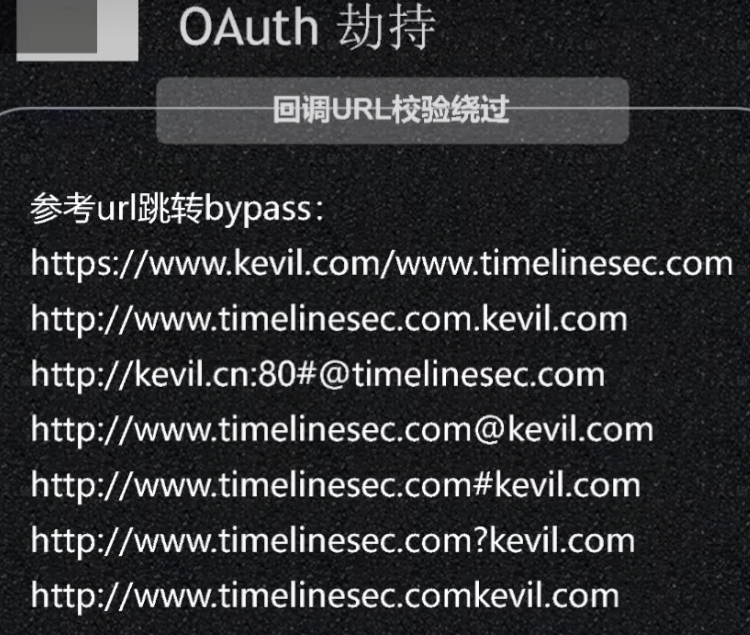 OAuth 劫持
回调URL校验绕过
参考url跳转bypass：
https://www.kevil.com/www.timelinesec.com
http://www.timelinesec.com.kevil.com
http://kevil.cn:80#@timelinesec.com
http://www.timelinesec.com@kevil.com
http://www.timelinesec.com#kevil.com
http://www.timelinesec.com?kevil.com
http://www.timelinesec.comkevil.com